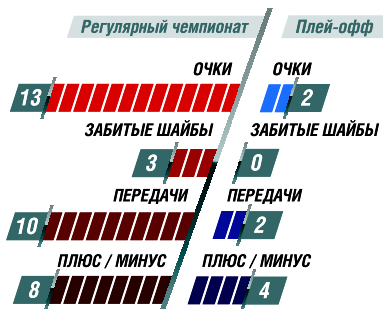 Регулярный чемпионат Плей-офф
ОЧКИ ОЧКИ
13 2
ЗАБИТЫЕ ШАЙБЫ ЗАБИТЫЕ ШАЙБЫ
3 0
ПЕРЕДАЧИ ПЕРЕДАЧИ
10 2
ПЛЮС / МИНУС ПЛЮС / МИНУС
8 4